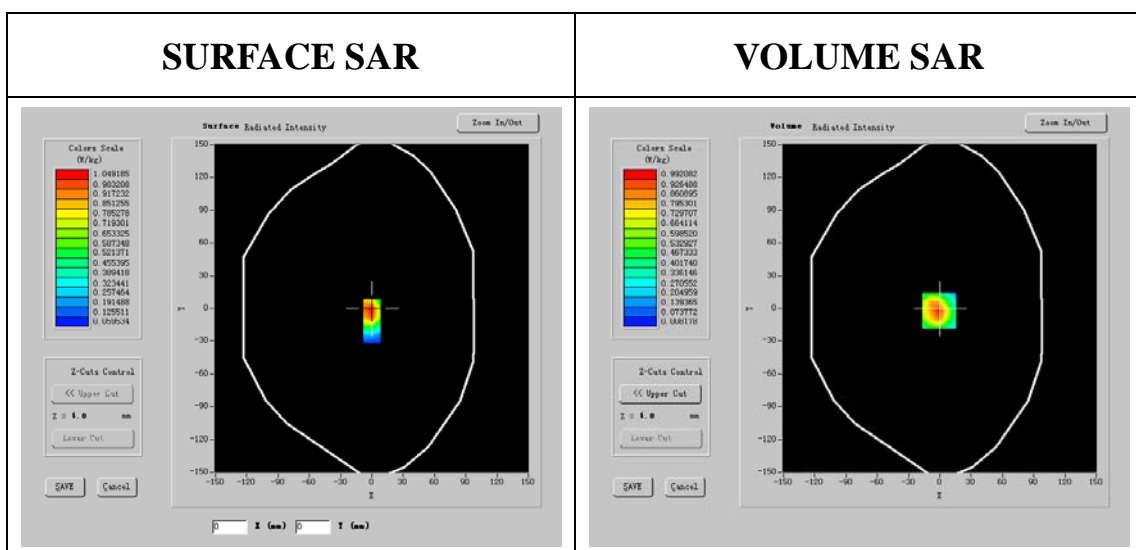 SURFACE SAR
VOLUME SAR
Surface Radiated Intensity
Zoom In/Out
Colors Scale
(W/kg)
1.049185
0.983208
0.917232
0.851255
0.785278
0.719301
0.653325
0.587348
0.521371
0.455395
0.389418
0.323441
0.257464
0.191488
0.125511
0.059534
Z-Cuts Control
<< Upper Cut
Z = 4.0 mm
Lower Cut
SAVE
Cancel
150
90
60
30
0
-30
-60
-90
-120
-150
Y
-150 -120 -90 -60 -30 0 30 60 90 120 150
X
0 X (mm) 0 Y (mm)
Volume Radiated Intensity
Zoom In/Out
Colors Scale
(W/kg)
0.992082
0.926488
0.860895
0.795301
0.729707
0.664114
0.598520
0.532927
0.467333
0.401740
0.336146
0.270552
0.204959
0.139365
0.073772
0.008178
Z-Cuts Control
<< Upper Cut
Z = 4.0 mm
Lower Cut
SAVE
Cancel
150
120
90
60
30
0
-30
-60
-90
-120
-150
Y
-150 -120 -90 -60 -30 0 30 60 90 120 150
X